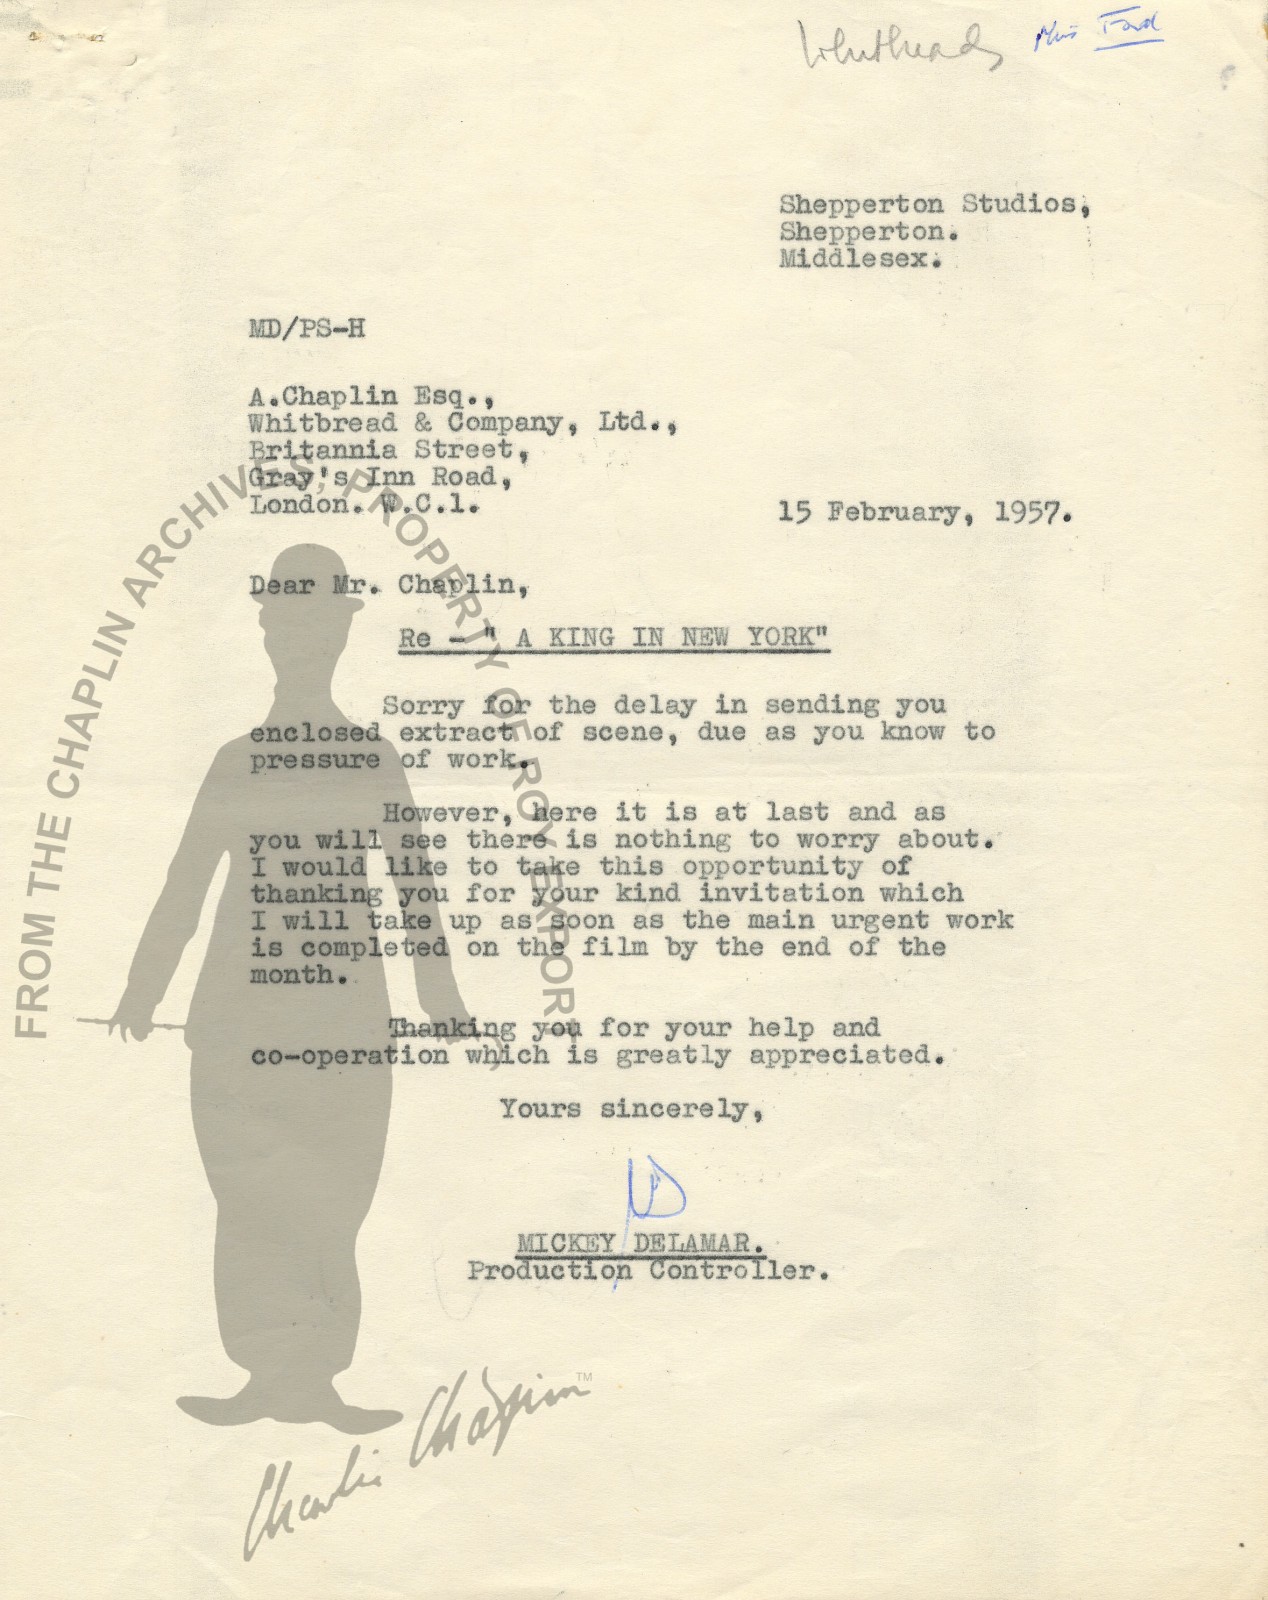 Miss Ford
Shepperton Studios,
Shepperton.
Middlesex.
MD/PS-H
A.Chaplin Esq.,
Whitbread & Company, Ltd.,
Britannia Street,
Gray's Inn Road,
London. W.C.1.
15 February, 1957.
Dear Mr. Chaplin,
Re - " A KING IN NEW YORK"
Sorry for the delay in sending you
enclosed extract of scene, due as you know to
pressure of work.
However, here it is at last and as
you will see there is nothing to worry about.
I would like to take this opportunity of
thanking you for your kind invitation which
I will take up as soon as the main urgent work
is completed on the film by the end of the
month.
Thanking you for your help and
co-operation which is greatly appreciated.
Yours sincerely,
MD
MICKEY DELAMAR.
Production Controller.
FROM THE CHAPLIN ARCHIVES, PROPERTY OF ROY EXPORT
Charlie Chaplin™